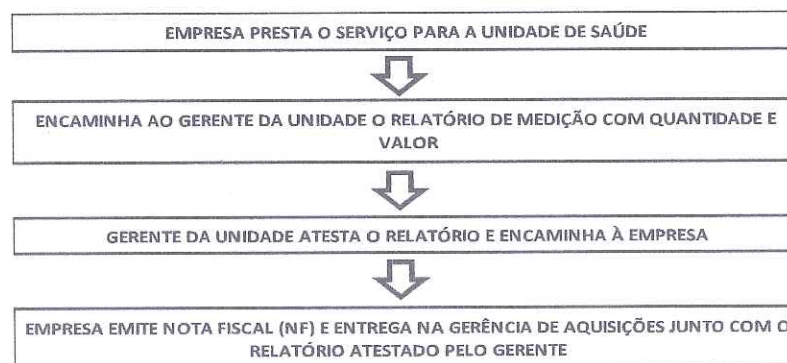 EMPRESA PRESTA O SERVIÇO PARA A UNIDADE DE SAÚDE
ENCAMINHA AO GERENTE DA UNIDADE O RELATÓRIO DE MEDIÇÃO COM QUANTIDADE E
VALOR
GERENTE DA UNIDADE ATESTA O RELATÓRIO E ENCAMINHA À EMPRESA
EMPRESA EMITE NOTA FISCAL (NF) E ENTREGA NA GERÊNCIA DE AQUISIÇÕES JUNTO COM O
RELATÓRIO ATESTADO PELO GERENTE